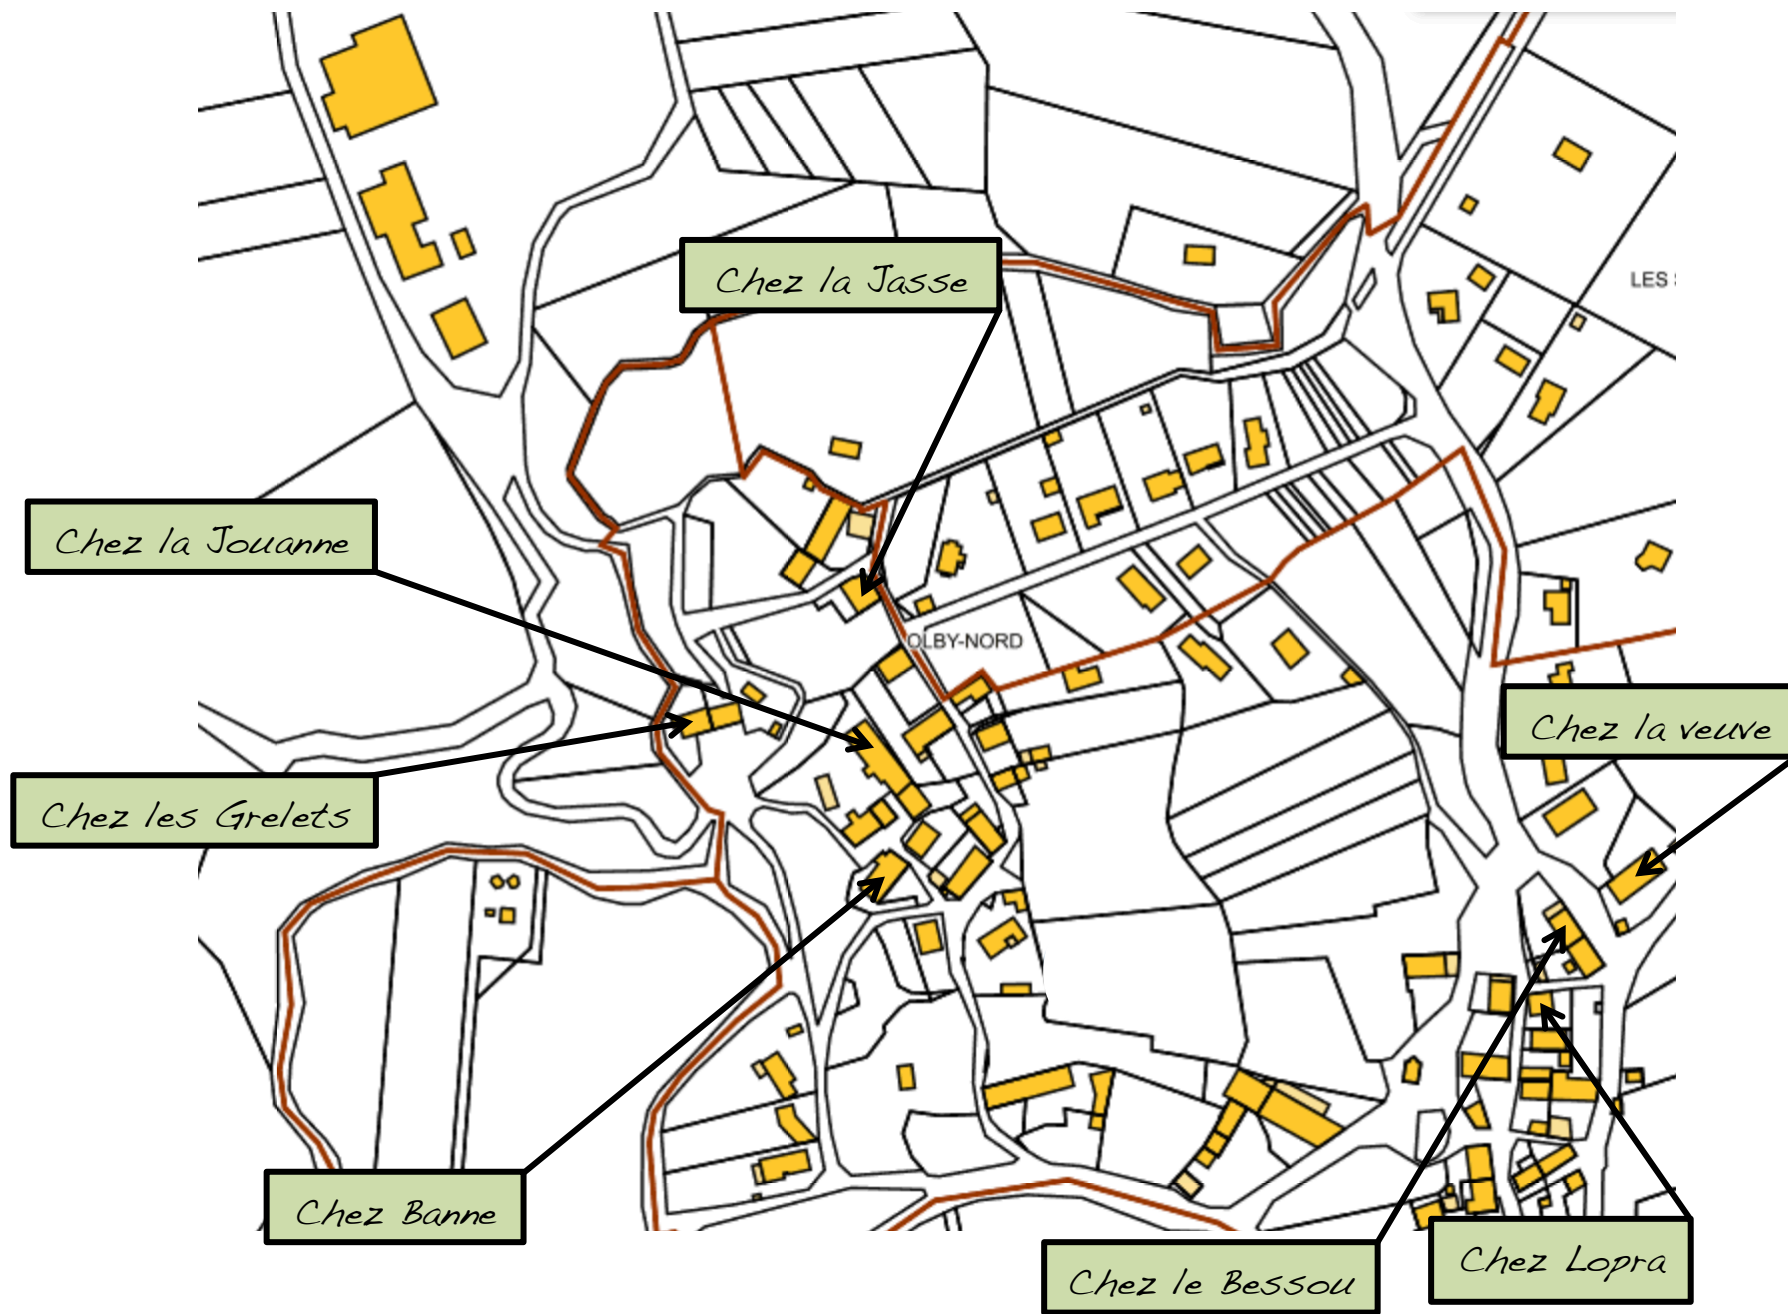 Chez la Jasse
LES
Chez la Jouanne
OLBY-NORD
Chez la veuve
Chez les Grelets
Chez Banne
Chez Lopra
Chez le Bessou